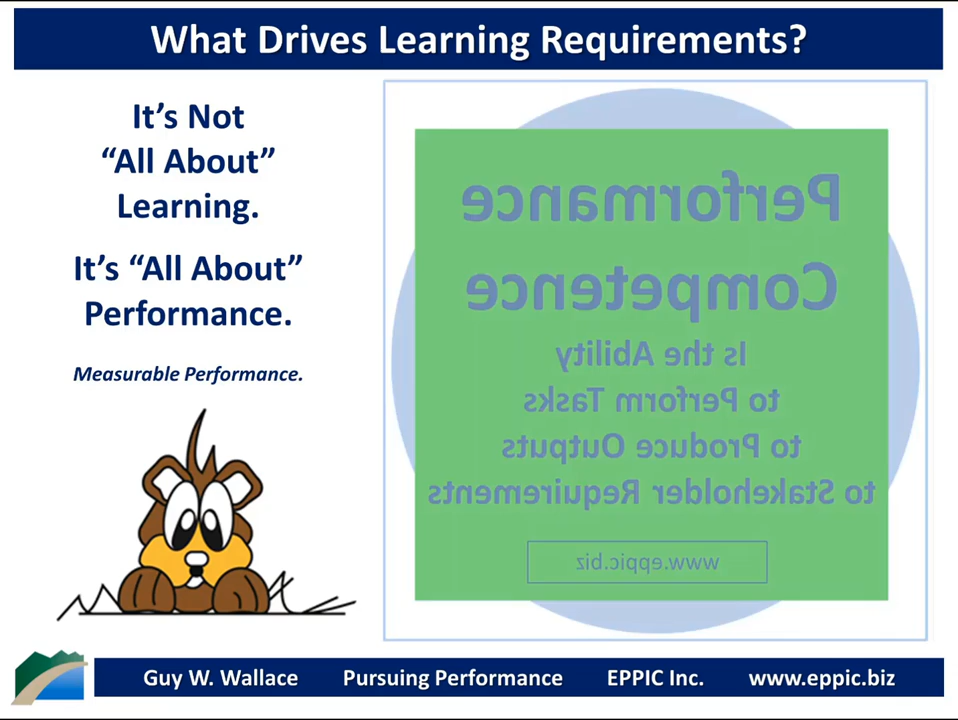 What Drives Learning Requirements?
It's Not
“All About”
Learning.
It's “All About”
Performance.
Measurable Performance.
Performance
Competence
Is the Ability
to Perform Tasks
to Produce Outputs
to Stakeholder Requirements
www.eppic.biz
Guy W. Wallace Pursuing Performance EPPIC Inc. www.eppic.biz